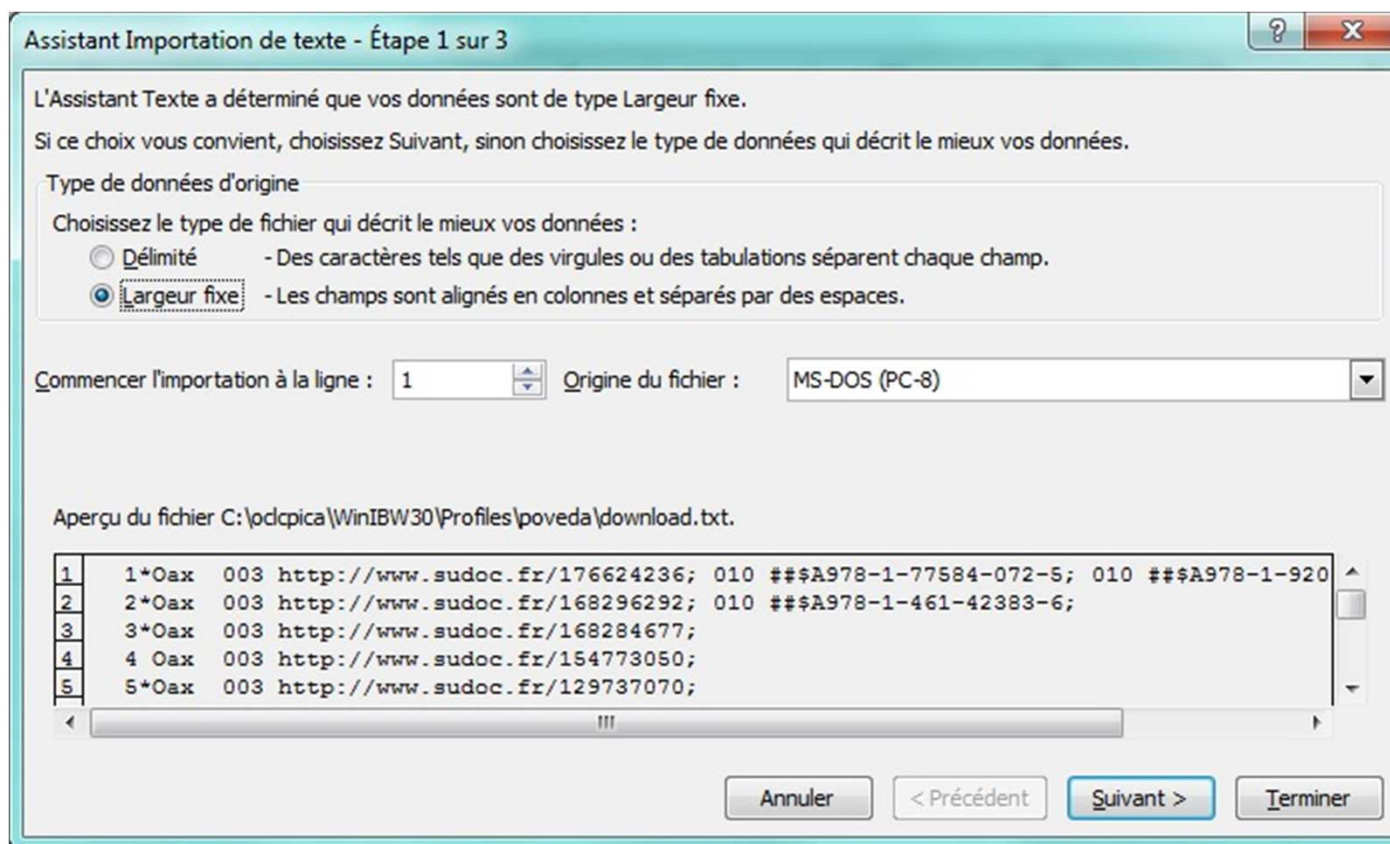 Assistant Importation de texte - Étape 1 sur 3
L'Assistant Texte a déterminé que vos données sont de type Largeur fixe.
Si ce choix vous convient, choisissez Suivant, sinon choisissez le type de données qui décrit le mieux vos données.
Type de données d'origine
Choisissez le type de fichier qui décrit le mieux vos données :
Délimité - Des caractères tels que des virgules ou des tabulations séparent chaque champ.
Largeur fixe - Les champs sont alignés en colonnes et séparés par des espaces.
Commencer l'importation à la ligne : 1 Origine du fichier : MS-DOS (PC-8)
Aperçu du fichier C:\oclcpica\WinIBW30\Profiles\poveda\download.txt.
1 1*Oax 003 http://www.sudoc.fr/176624236; 010 ##$A978-1-77584-072-5; 010 ##$A978-1-920
2 2*Oax 003 http://www.sudoc.fr/168296292; 010 ##$A978-1-461-42383-6;
3 3*Oax 003 http://www.sudoc.fr/168284677;
4 4 Oax 003 http://www.sudoc.fr/154773050;
5 5*Oax 003 http://www.sudoc.fr/129737070;
Annuler < Précédent Suivant > Terminer